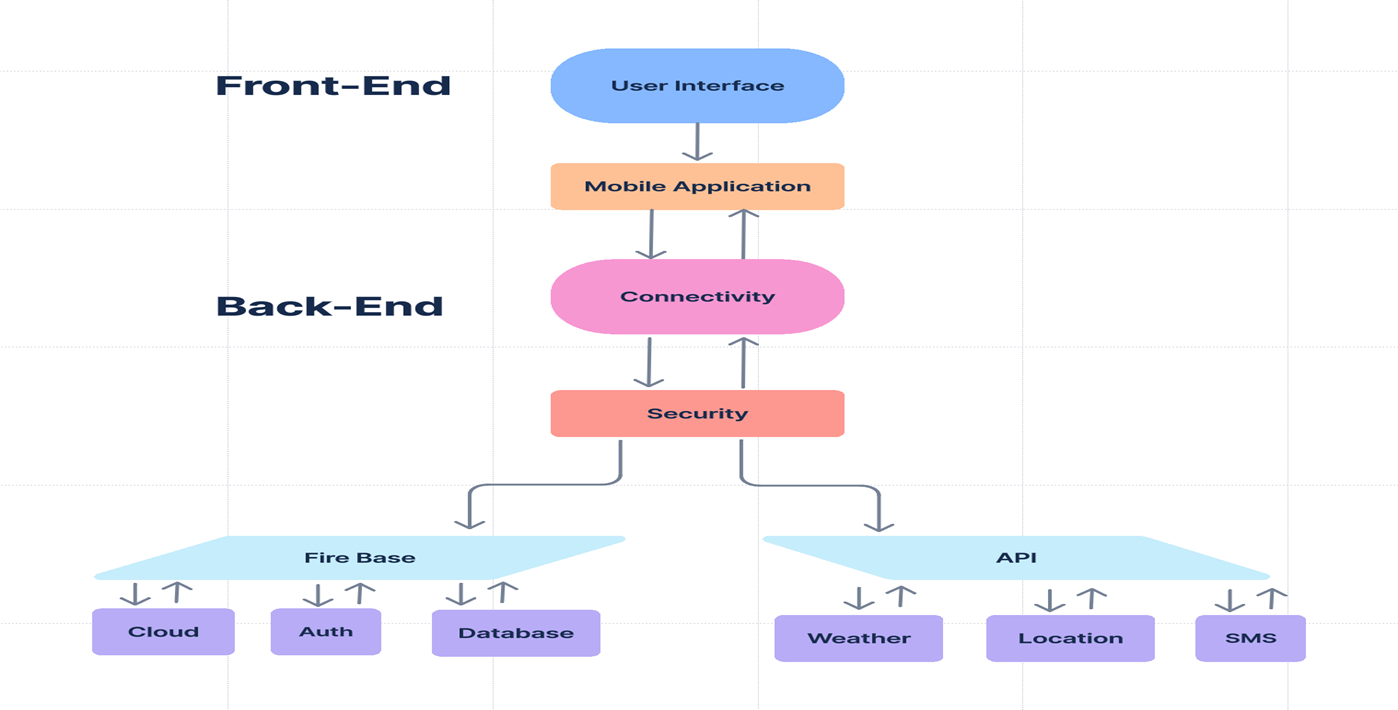 Front-End
User Interface
Mobile Application
Back-End
Connectivity
Security
Fire Base
API
Cloud
Auth
Database
Weather
Location
SMS